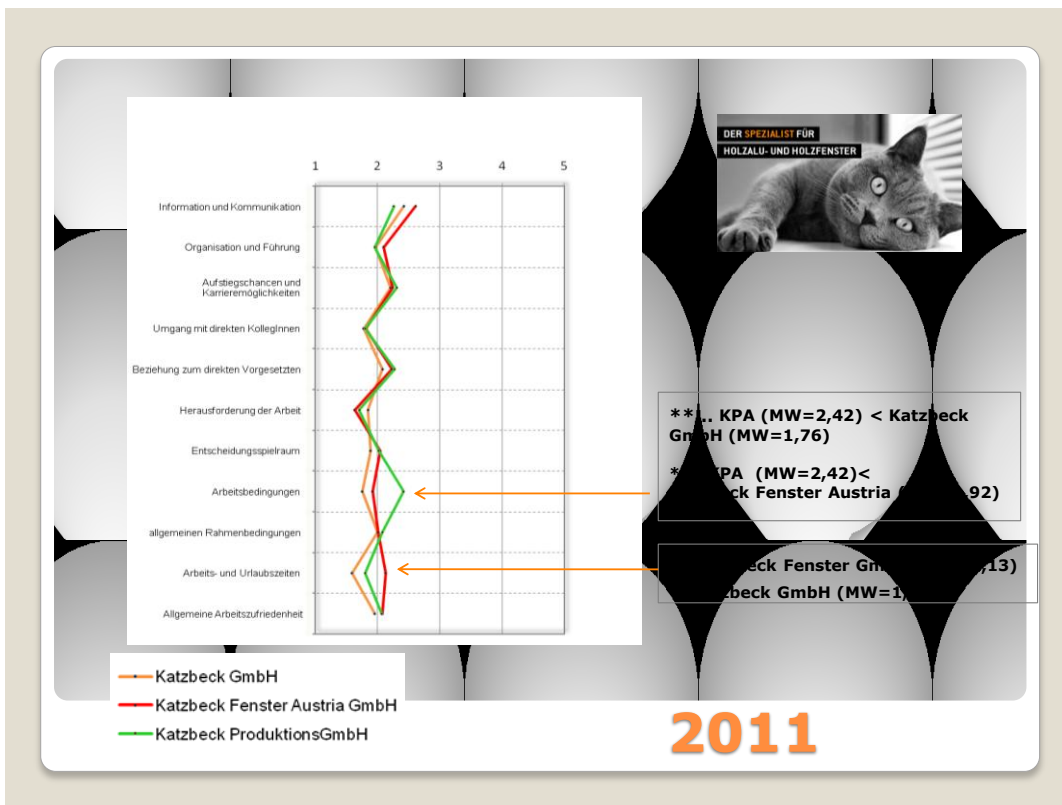 DER SPEZIALIST FÜR
HOLZALU- UND HOLZFENSTER
1 2 3 4 5
Information und Kommunikation
Organisation und Führung
Aufstiegschancen und
Karrieremöglichkeiten
Umgang mit direkten KollegInnen
Beziehung zum direkten Vorgesetzten
Herausforderung der Arbeit
Entscheidungsspielraum
Arbeitsbedingungen
allgemeinen Rahmenbedingungen
Arbeits- und Urlaubszeiten
Allgemeine Arbeitszufriedenheit
KPA (MW=2,42) < Katzbeck
GmbH (MW=1,76)
(MW=2,42)<
Fenster Austria
Fenster
GmbH
Katzbeck GmbH
Katzbeck Fenster Austria GmbH
Katzbeck ProduktionsGmbH
2011